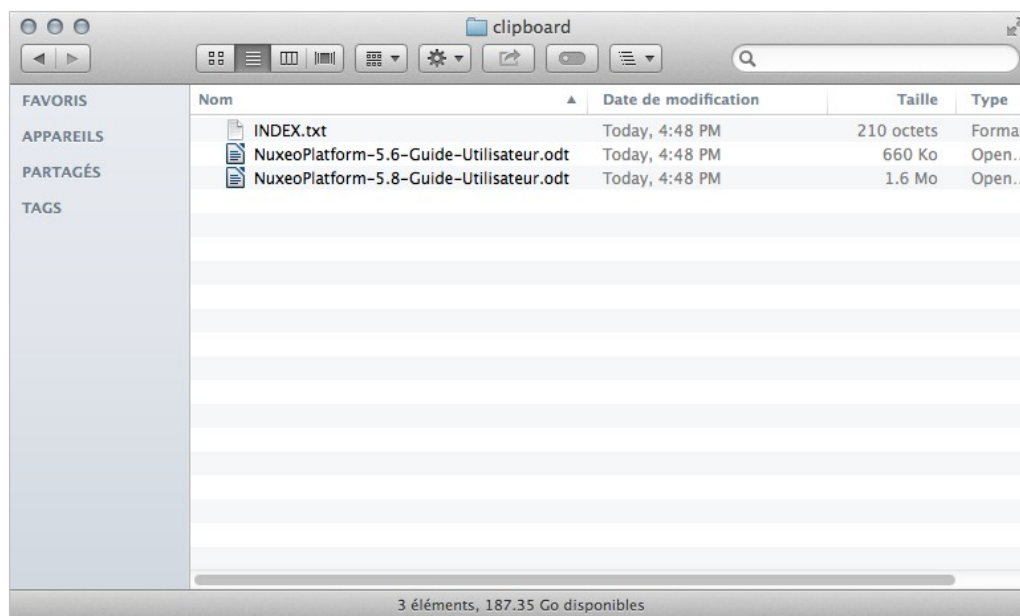 clipboard
FAVORIS
APPAREILS
PARTAGÉS
TAGS
Nom Date de modification Taille Type
INDEX.txt Today, 4:48 PM 210 octets Forma
NuxeoPlatform-5.6-Guide-Utilisateur.odt Today, 4:48 PM 660 Ko Open..
NuxeoPlatform-5.8-Guide-Utilisateur.odt Today, 4:48 PM 1.6 Mo Open..
3 éléments, 187.35 Go disponibles